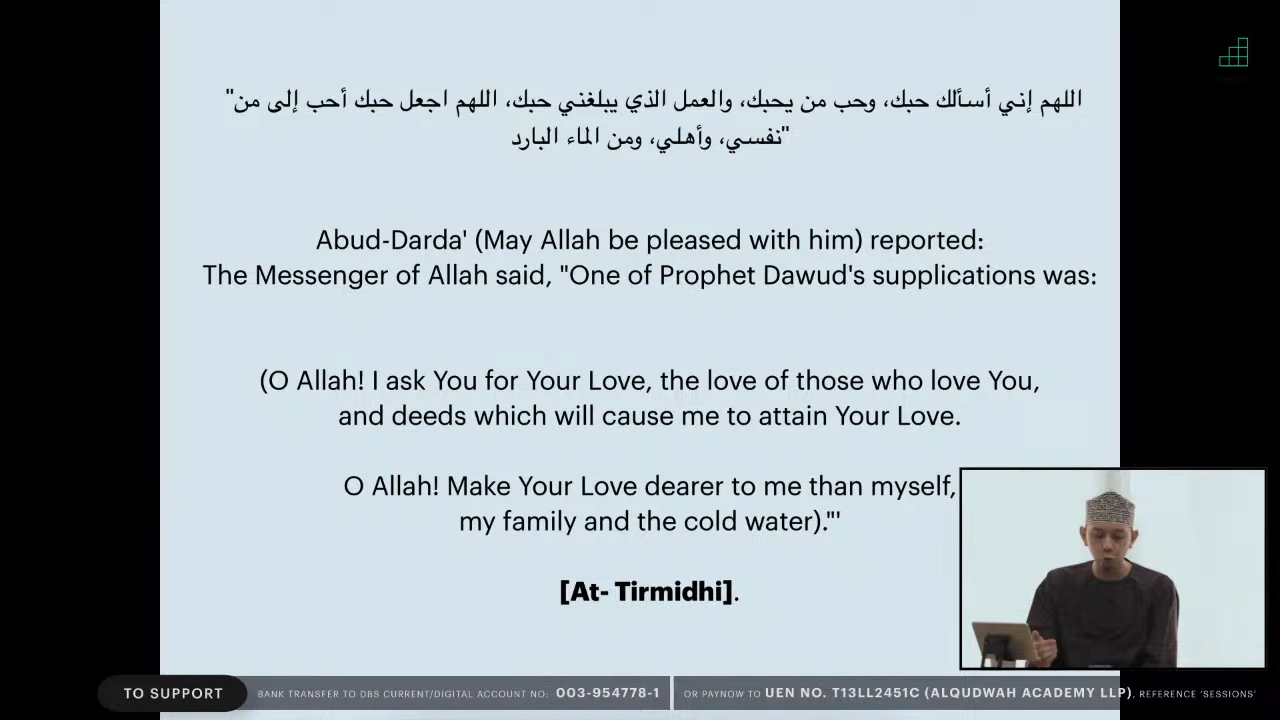 "اللهم إني أسألك حبك، وحب من يحبك، والعمل الذي يبلغني حبك، اللهم اجعل حبك أحب إلى من
نفسي، وأهلي، ومن الماء البارد"
Abud-Darda' (May Allah be pleased with him) reported:
The Messenger of Allah said, "One of Prophet Dawud's supplications was:
(O Allah! I ask You for Your Love, the love of those who love You,
and deeds which will cause me to attain Your Love.
O Allah! Make Your Love dearer to me than myself,
my family and the cold water)."'
[At- Tirmidhi].
TO SUPPORT BANK TRANSFER TO DBS CURRENT/DIGITAL ACCOUNT NO: 003-954778-1 OR PAYNOW TO UEN NO. T13LL2451C (ALQUDWAH ACADEMY LLP), REFERENCE 'SESSIONS'